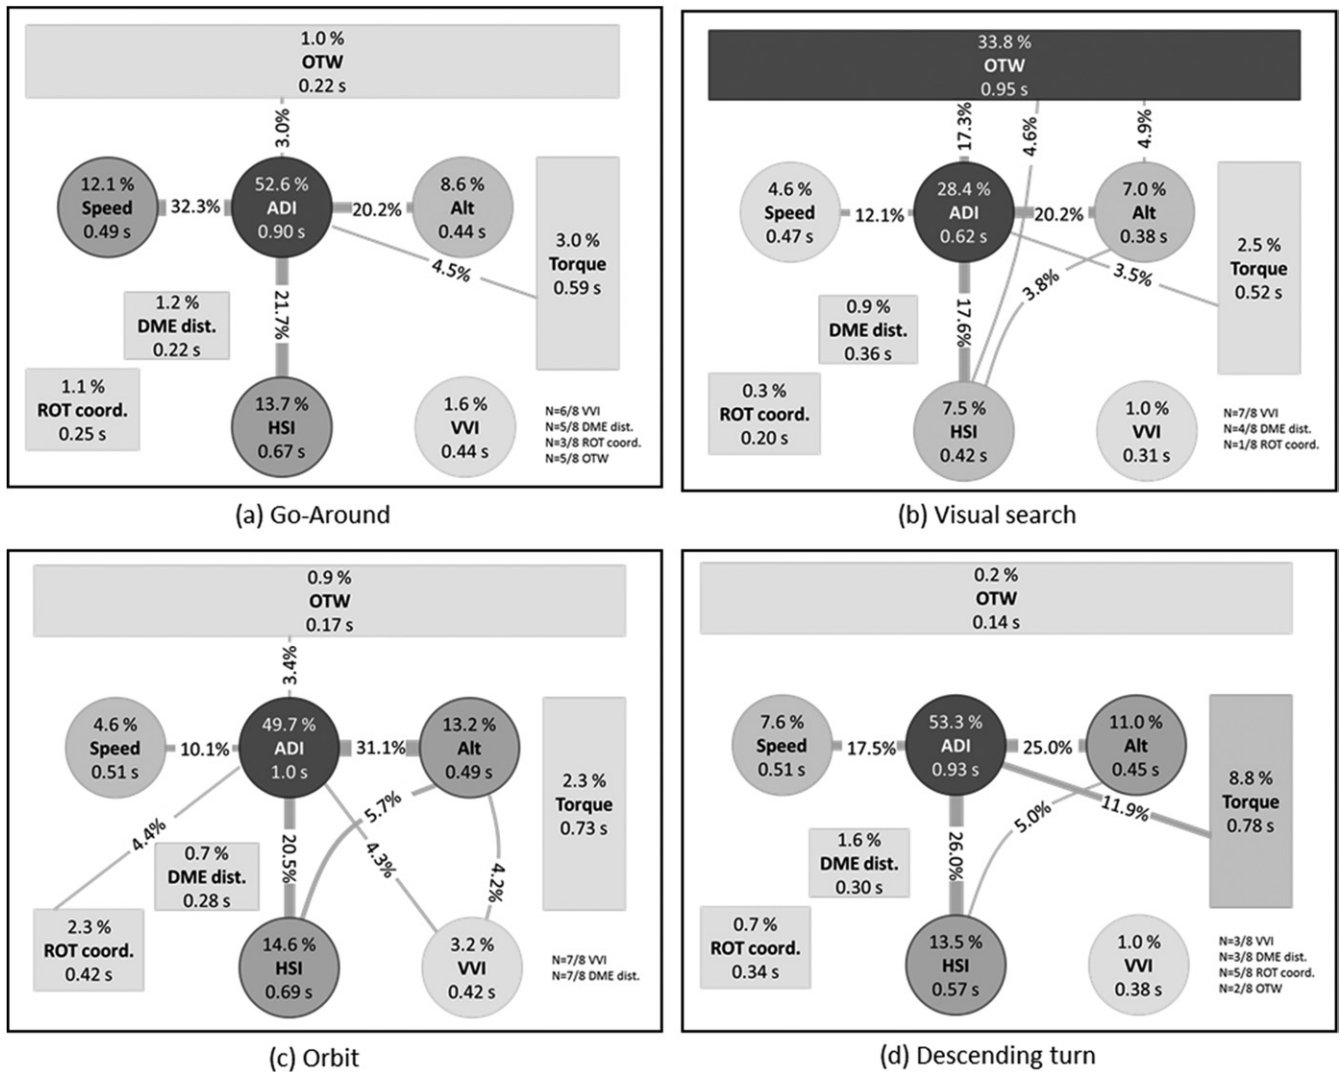 1.0 %
OTW
0.22 s
3.0%
12.1 %
Speed
0.49 s
32.3%
52.6 %
ADI
0.90 s
20.2%
8.6 %
Alt
0.44 s
4.5%
3.0 %
Torque
0.59 s
21.7%
1.2 %
DME dist.
0.22 s
1.1 %
ROT coord.
0.25 s
13.7 %
HSI
0.67 s
1.6 %
VVI
0.44 s
N=6/8 VVI
N=5/8 DME dist.
N=3/8 ROT coord.
N=5/8 OTW
(a) Go-Around
33.8 %
OTW
0.95 s
17.3%
4.6%
4.9%
4.6 %
Speed
0.47 s
12.1%
28.4 %
ADI
0.62 s
20.2%
7.0 %
Alt
0.38 s
3.8%
3.5%
2.5 %
Torque
0.52 s
17.6%
0.9 %
DME dist.
0.36 s
0.3 %
ROT coord.
0.20 s
7.5 %
HSI
0.42 s
1.0 %
VVI
0.31 s
N=7/8 VVI
N=4/8 DME dist.
N=1/8 ROT coord.
(b) Visual search
0.9 %
OTW
0.17 s
3.4%
4.6 %
Speed
0.51 s
10.1%
49.7 %
ADI
1.0 s
31.1%
13.2 %
Alt
0.49 s
2.3 %
Torque
0.73 s
4.4%
20.5%
5.7%
4.3%
4.2%
0.7 %
DME dist.
0.28 s
2.3 %
ROT coord.
0.42 s
14.6 %
HSI
0.69 s
3.2 %
VVI
0.42 s
N=7/8 VVI
N=7/8 DME dist.
(c) Orbit
0.2 %
OTW
0.14 s
7.6 %
Speed
0.51 s
17.5%
53.3 %
ADI
0.93 s
25.0%
11.0 %
Alt
0.45 s
5.0%
11.9%
8.8 %
Torque
0.78 s
26.0%
1.6 %
DME dist.
0.30 s
0.7 %
ROT coord.
0.34 s
13.5 %
HSI
0.57 s
1.0 %
VVI
0.38 s
N=3/8 VVI
N=3/8 DME dist.
N=5/8 ROT coord.
N=2/8 OTW
(d) Descending turn